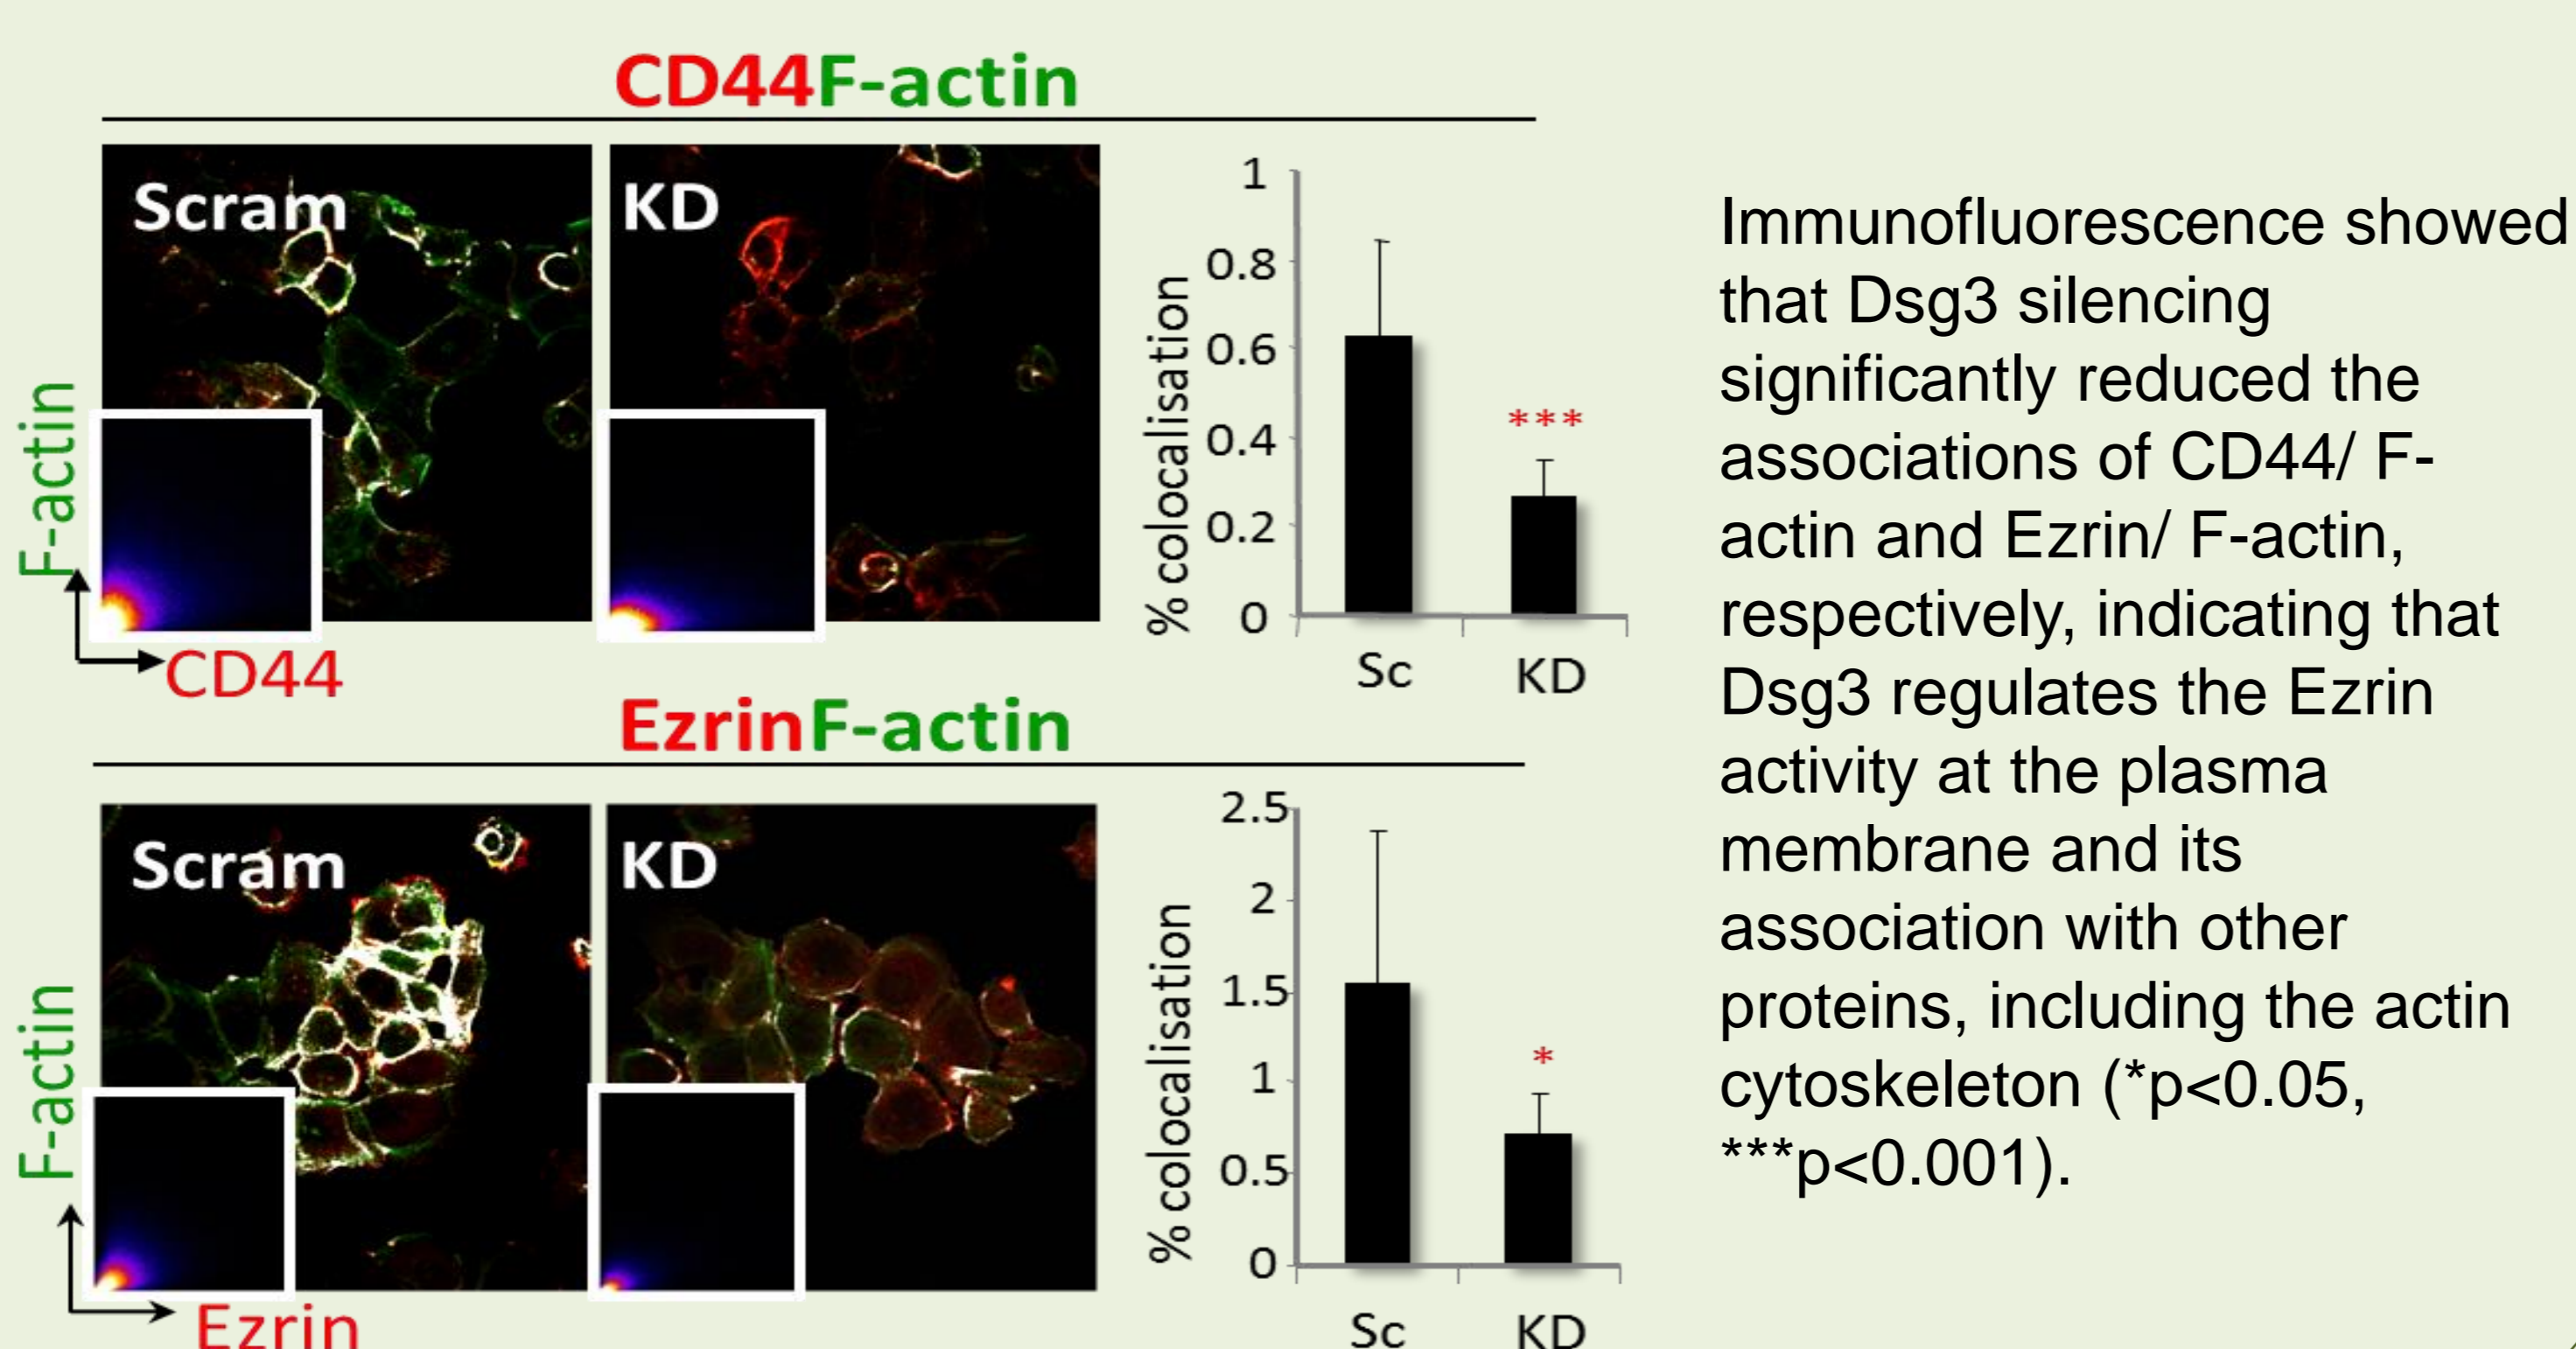 CD44F-actin
Scram
KD
F-actin
CD44
% colocalisation
1
0.8
0.6
0.4
0.2
0
***
Sc
KD
EzrinF-actin
Scram
KD
F-actin
Ezrin
% colocalisation
2.5
2
1.5
1
0.5
0
*
Sc
KD
Immunofluorescence showed
that Dsg3 silencing
significantly reduced the
associations of CD44/ F-
actin and Ezrin/ F-actin,
respectively, indicating that
Dsg3 regulates the Ezrin
activity at the plasma
membrane and its
association with other
proteins, including the actin
cytoskeleton (*p<0.05,
***p<0.001).